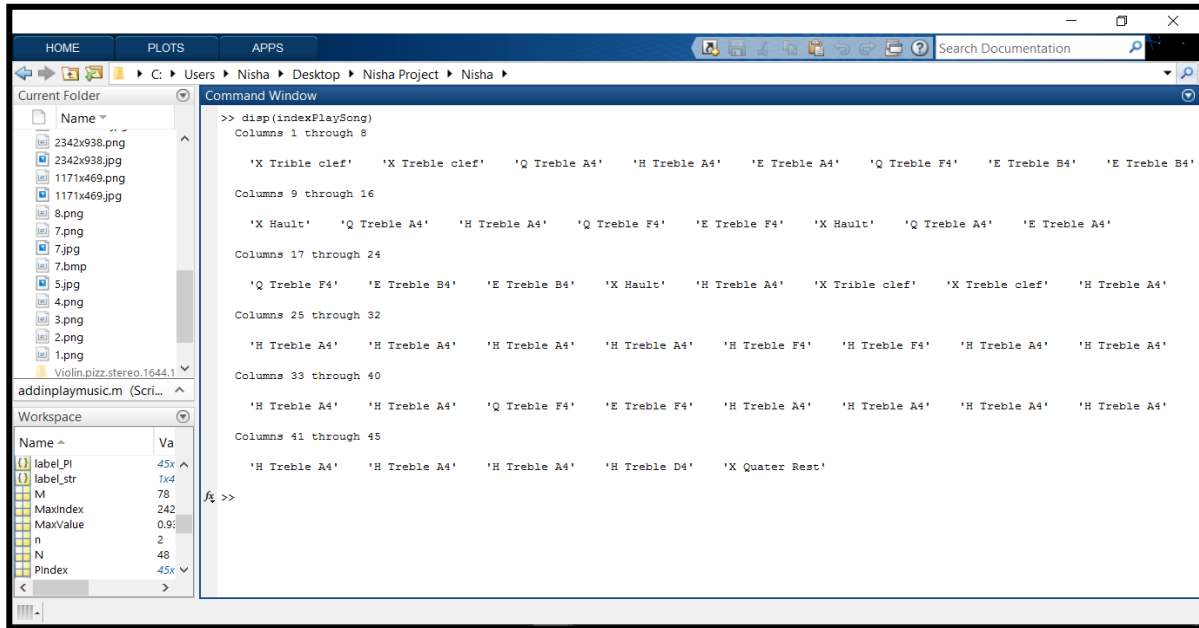 HOME PLOTS APPS Search Documentation
C: Users Nisha Desktop Nisha Project Nisha
Current Folder
Name
2342x938.png
2342x938.jpg
1171x469.png
1171x469.jpg
8.png
7.png
7.jpg
7.bmp
5.jpg
4.png
3.png
2.png
1.png
Violin.pizz.stereo.1644.1
addinplaymusic.m (Scri...
Workspace
Name Va
label_PI 45x
label_str 1x4
M 78
MaxIndex 242
MaxValue 0.93
n 2
N 48
PIndex 45x
Command Window
>> disp(indexPlaySong)
Columns 1 through 8
'X Trible clef' 'X Treble clef' 'Q Treble A4' 'H Treble A4' 'E Treble A4' 'Q Treble F4' 'E Treble B4' 'E Treble B4'
Columns 9 through 16
'X Hault' 'Q Treble A4' 'H Treble A4' 'Q Treble F4' 'E Treble F4' 'X Hault' 'Q Treble A4' 'E Treble A4'
Columns 17 through 24
'Q Treble F4' 'E Treble B4' 'E Treble B4' 'X Hault' 'H Treble A4' 'X Trible clef' 'X Treble clef' 'H Treble A4'
Columns 25 through 32
'H Treble A4' 'H Treble A4' 'H Treble A4' 'H Treble A4' 'H Treble F4' 'H Treble F4' 'H Treble A4' 'H Treble A4'
Columns 33 through 40
'H Treble A4' 'H Treble A4' 'Q Treble F4' 'E Treble F4' 'H Treble A4' 'H Treble A4' 'H Treble A4' 'H Treble A4'
Columns 41 through 45
'H Treble A4' 'H Treble A4' 'H Treble A4' 'H Treble D4' 'X Quater Rest'
fx >>